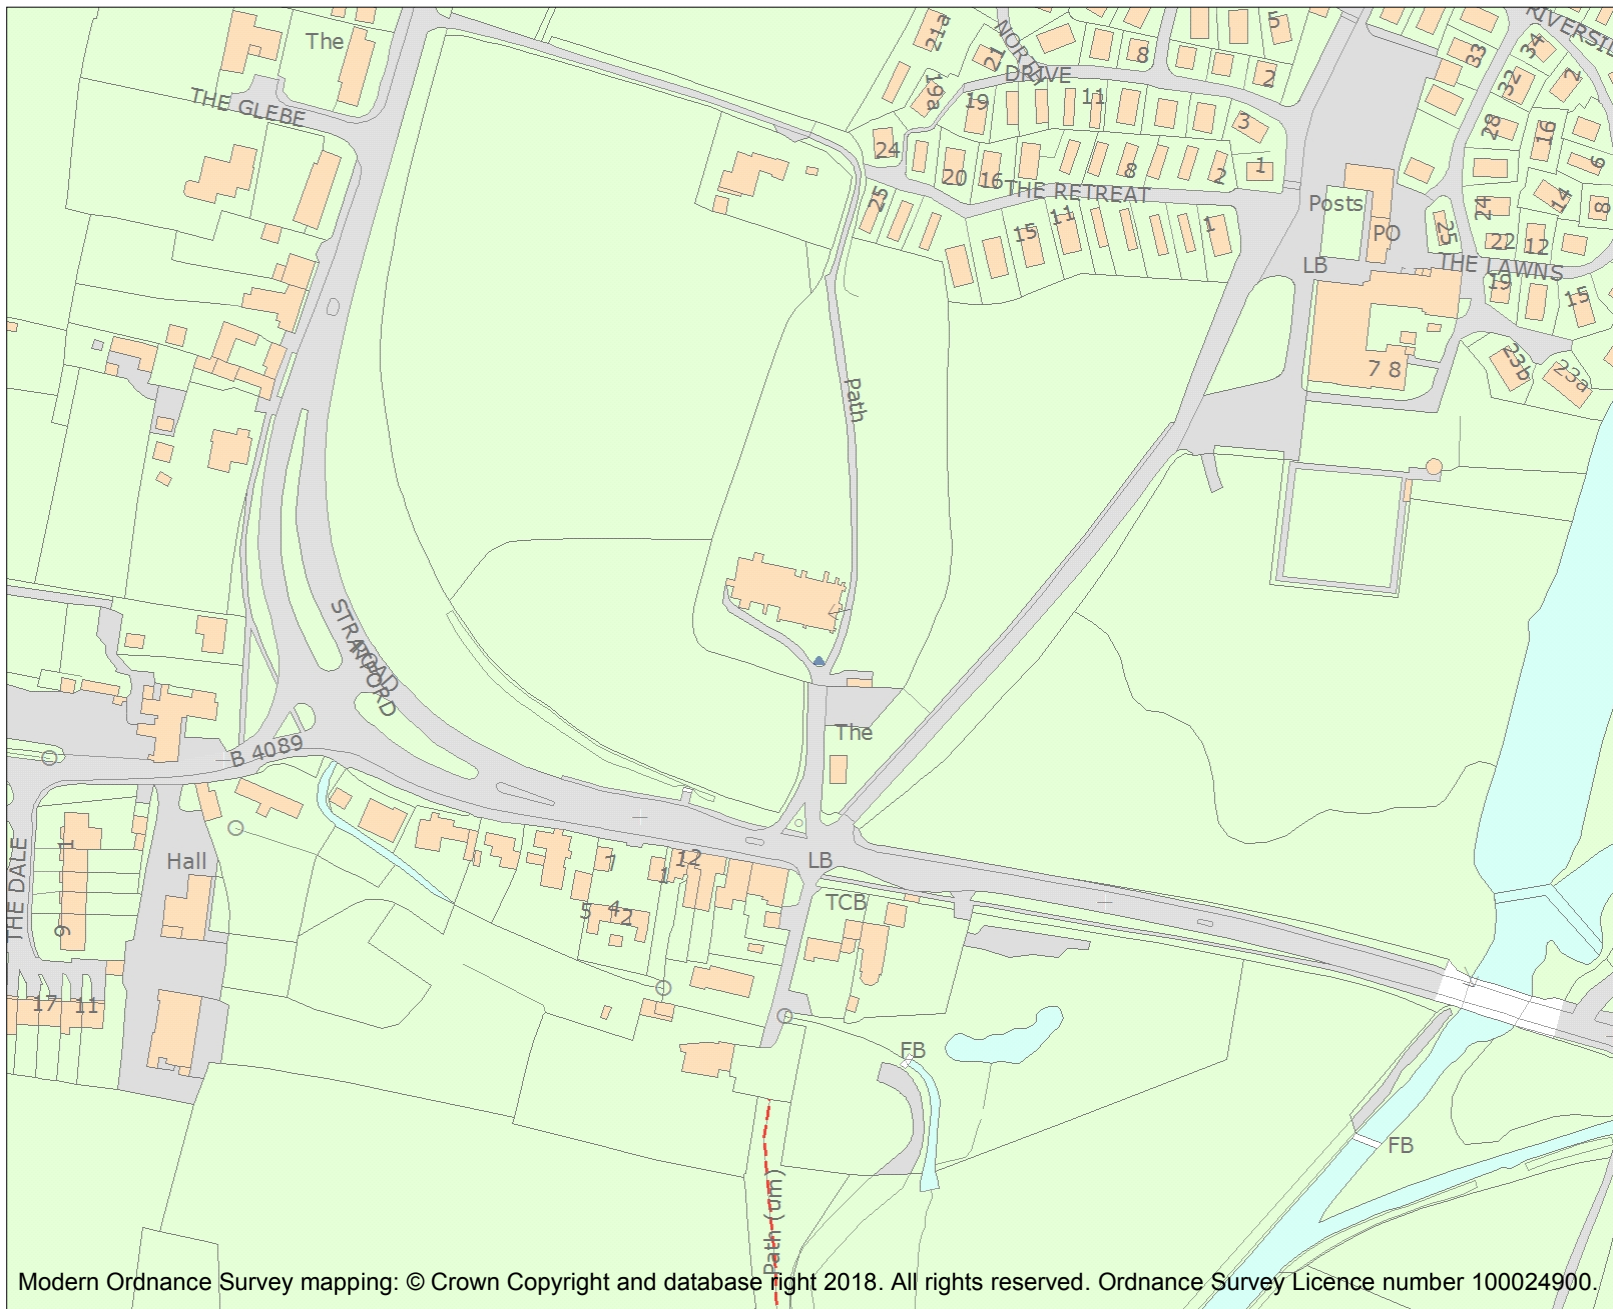 The
THE GLEBE
21a
NORTH
21
DRIVE
8
5
2
19a
19
11
3
24
20
16
8
2
1
THE RETREAT
25
15
11
1
RIVERSIL
33
34
32
2
28
16
6
Posts
24
14
8
PO
25
22
12
LB
THE LAWNS
19
15
7 8
23b
23a
Path
STRATFORD
ROAD
B 4089
The
THE DALE
1
9
Hall
7
1
12
5
4
2
LB
TCB
17
11
FB
FB
Path (um)
Modern Ordnance Survey mapping: © Crown Copyright and database right 2018. All rights reserved. Ordnance Survey Licence number 100024900.